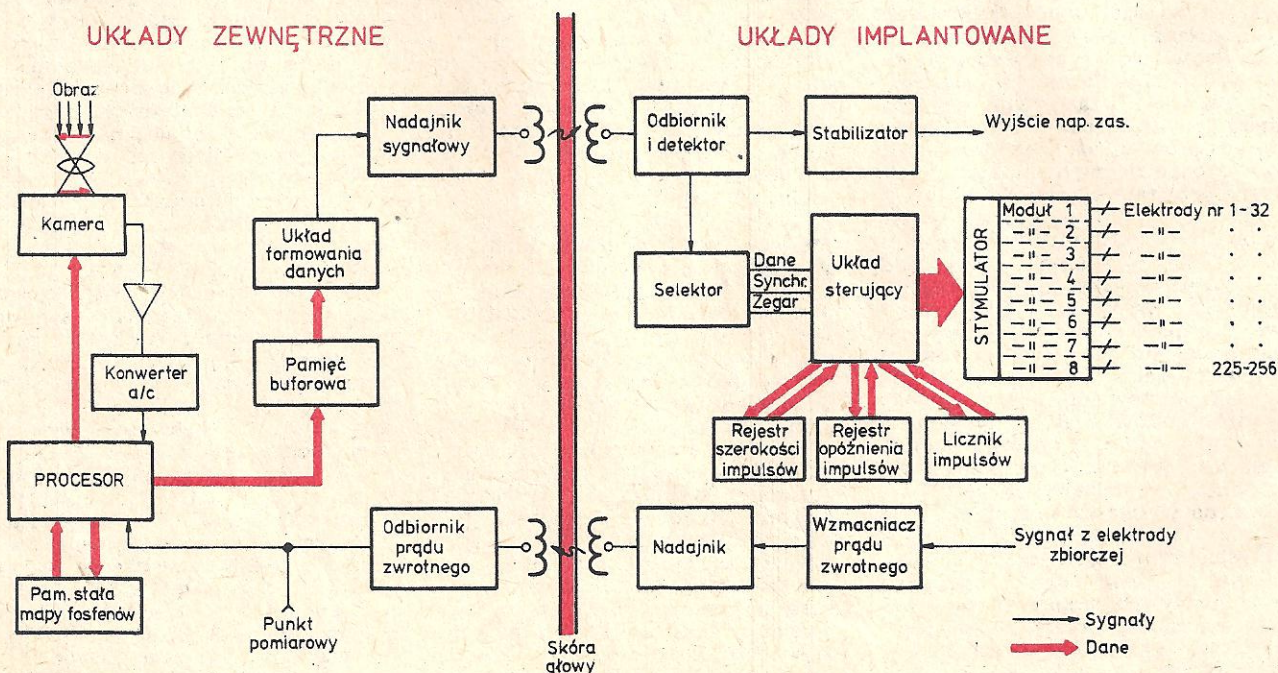 UKŁADY ZEWNĘTRZNE
UKŁADY IMPLANTOWANE
Obraz
Kamera
Konwerter
a/c
PROCESOR
Pam. stała
mapy fosfenów
Nadajnik
sygnałowy
Układ
formowania
danych
Pamięć
buforowa
Odbiornik
prądu
zwrotnego
Punkt
pomiarowy
Skóra
głowy
Odbiornik
i detektor
Stabilizator
Wyjście nap. zas.
Selektor
Dane
Synchr.
Zegar
Układ
sterujący
STYMULATOR
Moduł 1 Elektrody nr 1-32
—"— 2 —"— . .
—"— 3 —"— . .
—"— 4 —"— . .
—"— 5 —"— . .
—"— 6 —"— . .
—"— 7 —"— . .
—"— 8 —"— 225-256
Rejestr
szerokości
impulsów
Rejestr
opóźnienia
impulsów
Licznik
impulsów
Nadajnik
Wzmacniacz
prądu
zwrotnego
Sygnał z elektrody
zbiorczej
Sygnały
Dane